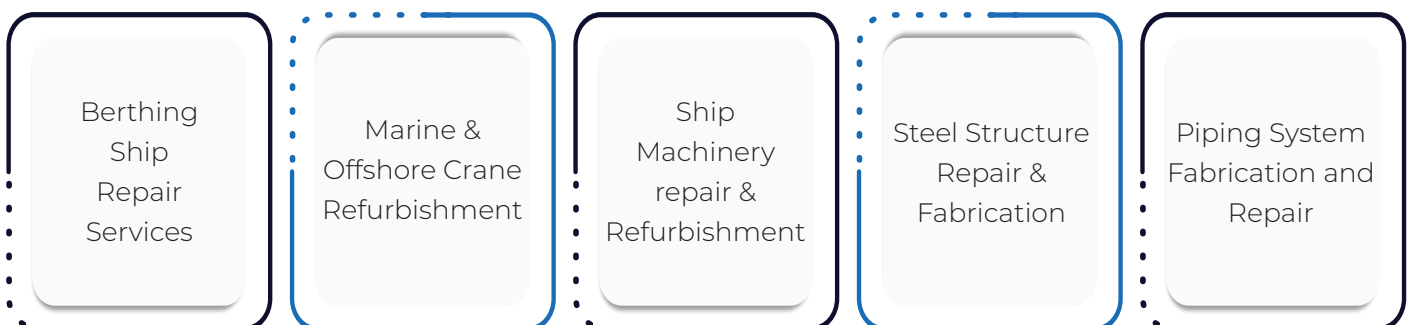 Berthing
Ship
Repair
Services
Marine &
Offshore Crane
Refurbishment
Ship
Machinery
repair &
Refurbishment
Steel Structure
Repair &
Fabrication
Piping System
Fabrication and
Repair